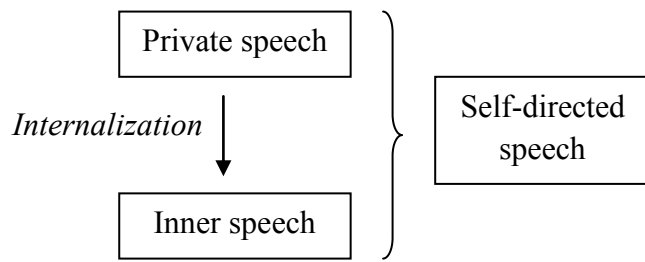 Private speech
Internalization
Self-directed
speech
Inner speech